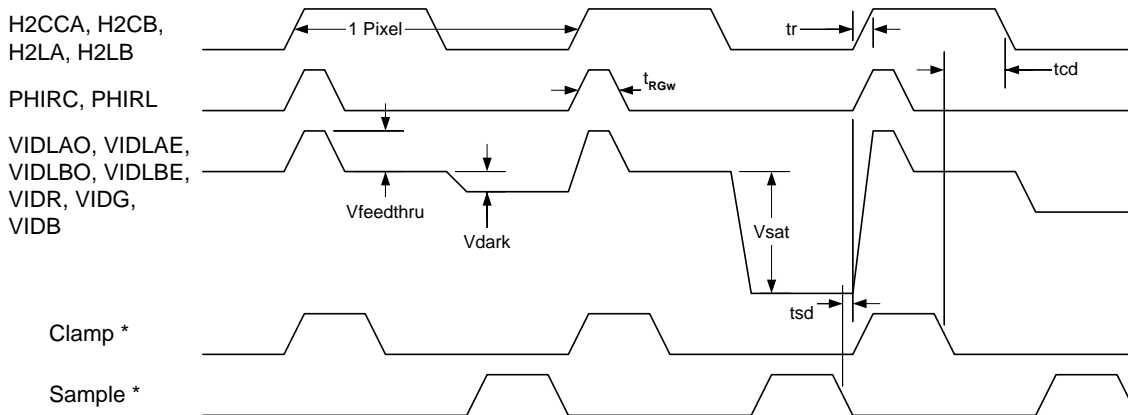 H2CCA, H2CB,
H2LA, H2LB
1 Pixel
tr
tcd
PHIRC, PHIRL
tRGw
VIDLAO, VIDLAE,
VIDLBO, VIDLBE,
VIDR, VIDG,
VIDB
Vfeedthru
Vdark
Vsat
tsd
Clamp *
Sample *